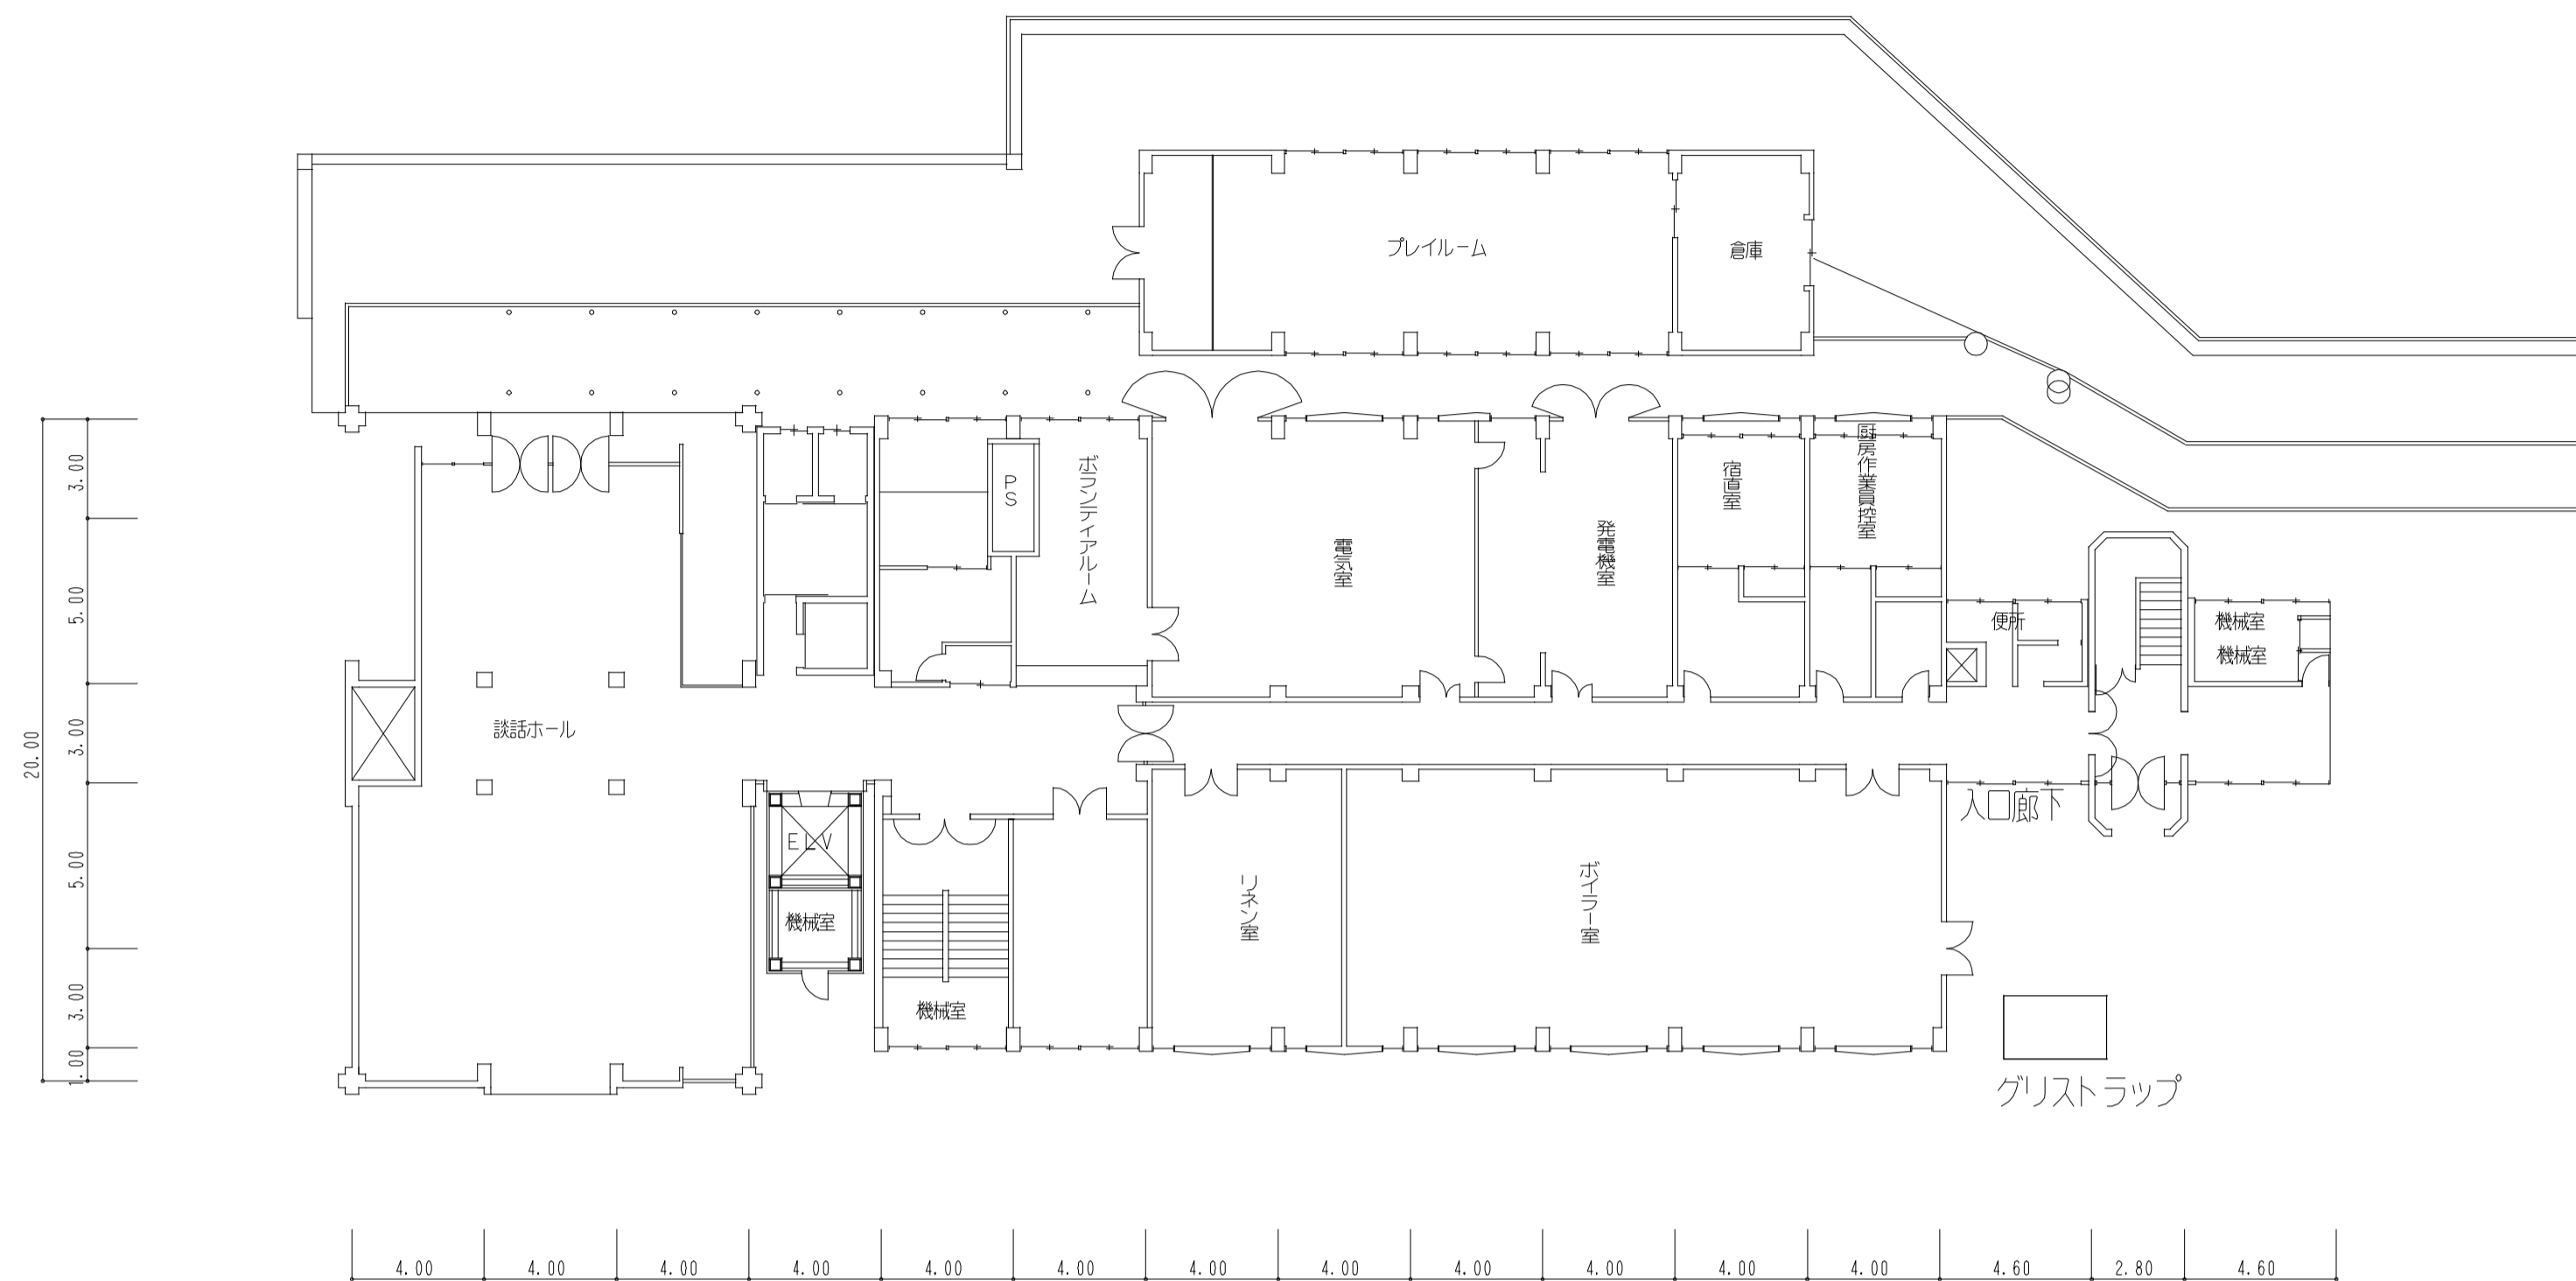 プレイルーム
倉庫
PS
ボランティアルーム
電気室
発電機室
宿直室
厨房作業員控室
便所
機械室
機械室
談話ホール
入口廊下
ELV
機械室
機械室
リネン室
ボイラー室
グリストラップ
20.00
3.00
5.00
3.00
5.00
3.00
1.00
4.00 4.00 4.00 4.00 4.00 4.00 4.00 4.00 4.00 4.00 4.00 4.00 4.60 2.80 4.60